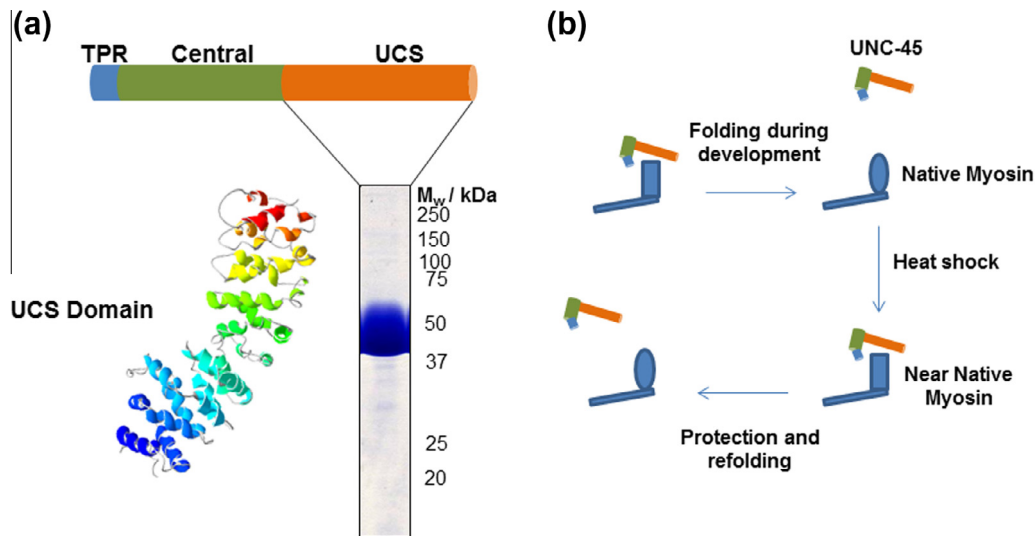 (a)
TPR Central UCS
Mw / kDa
250
150
100
75
50
37
25
20
UCS Domain
(b)
UNC-45
Folding during
development
Native Myosin
Heat shock
Near Native
Myosin
Protection and
refolding